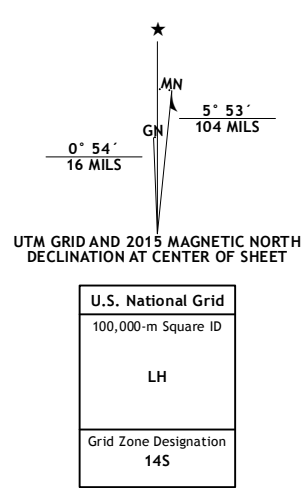 MN
5° 53´
104 MILS
GN
0° 54´
16 MILS
UTM GRID AND 2015 MAGNETIC NORTH
DECLINATION AT CENTER OF SHEET
U.S. National Grid
100,000-m Square ID
LH
Grid Zone Designation
14S